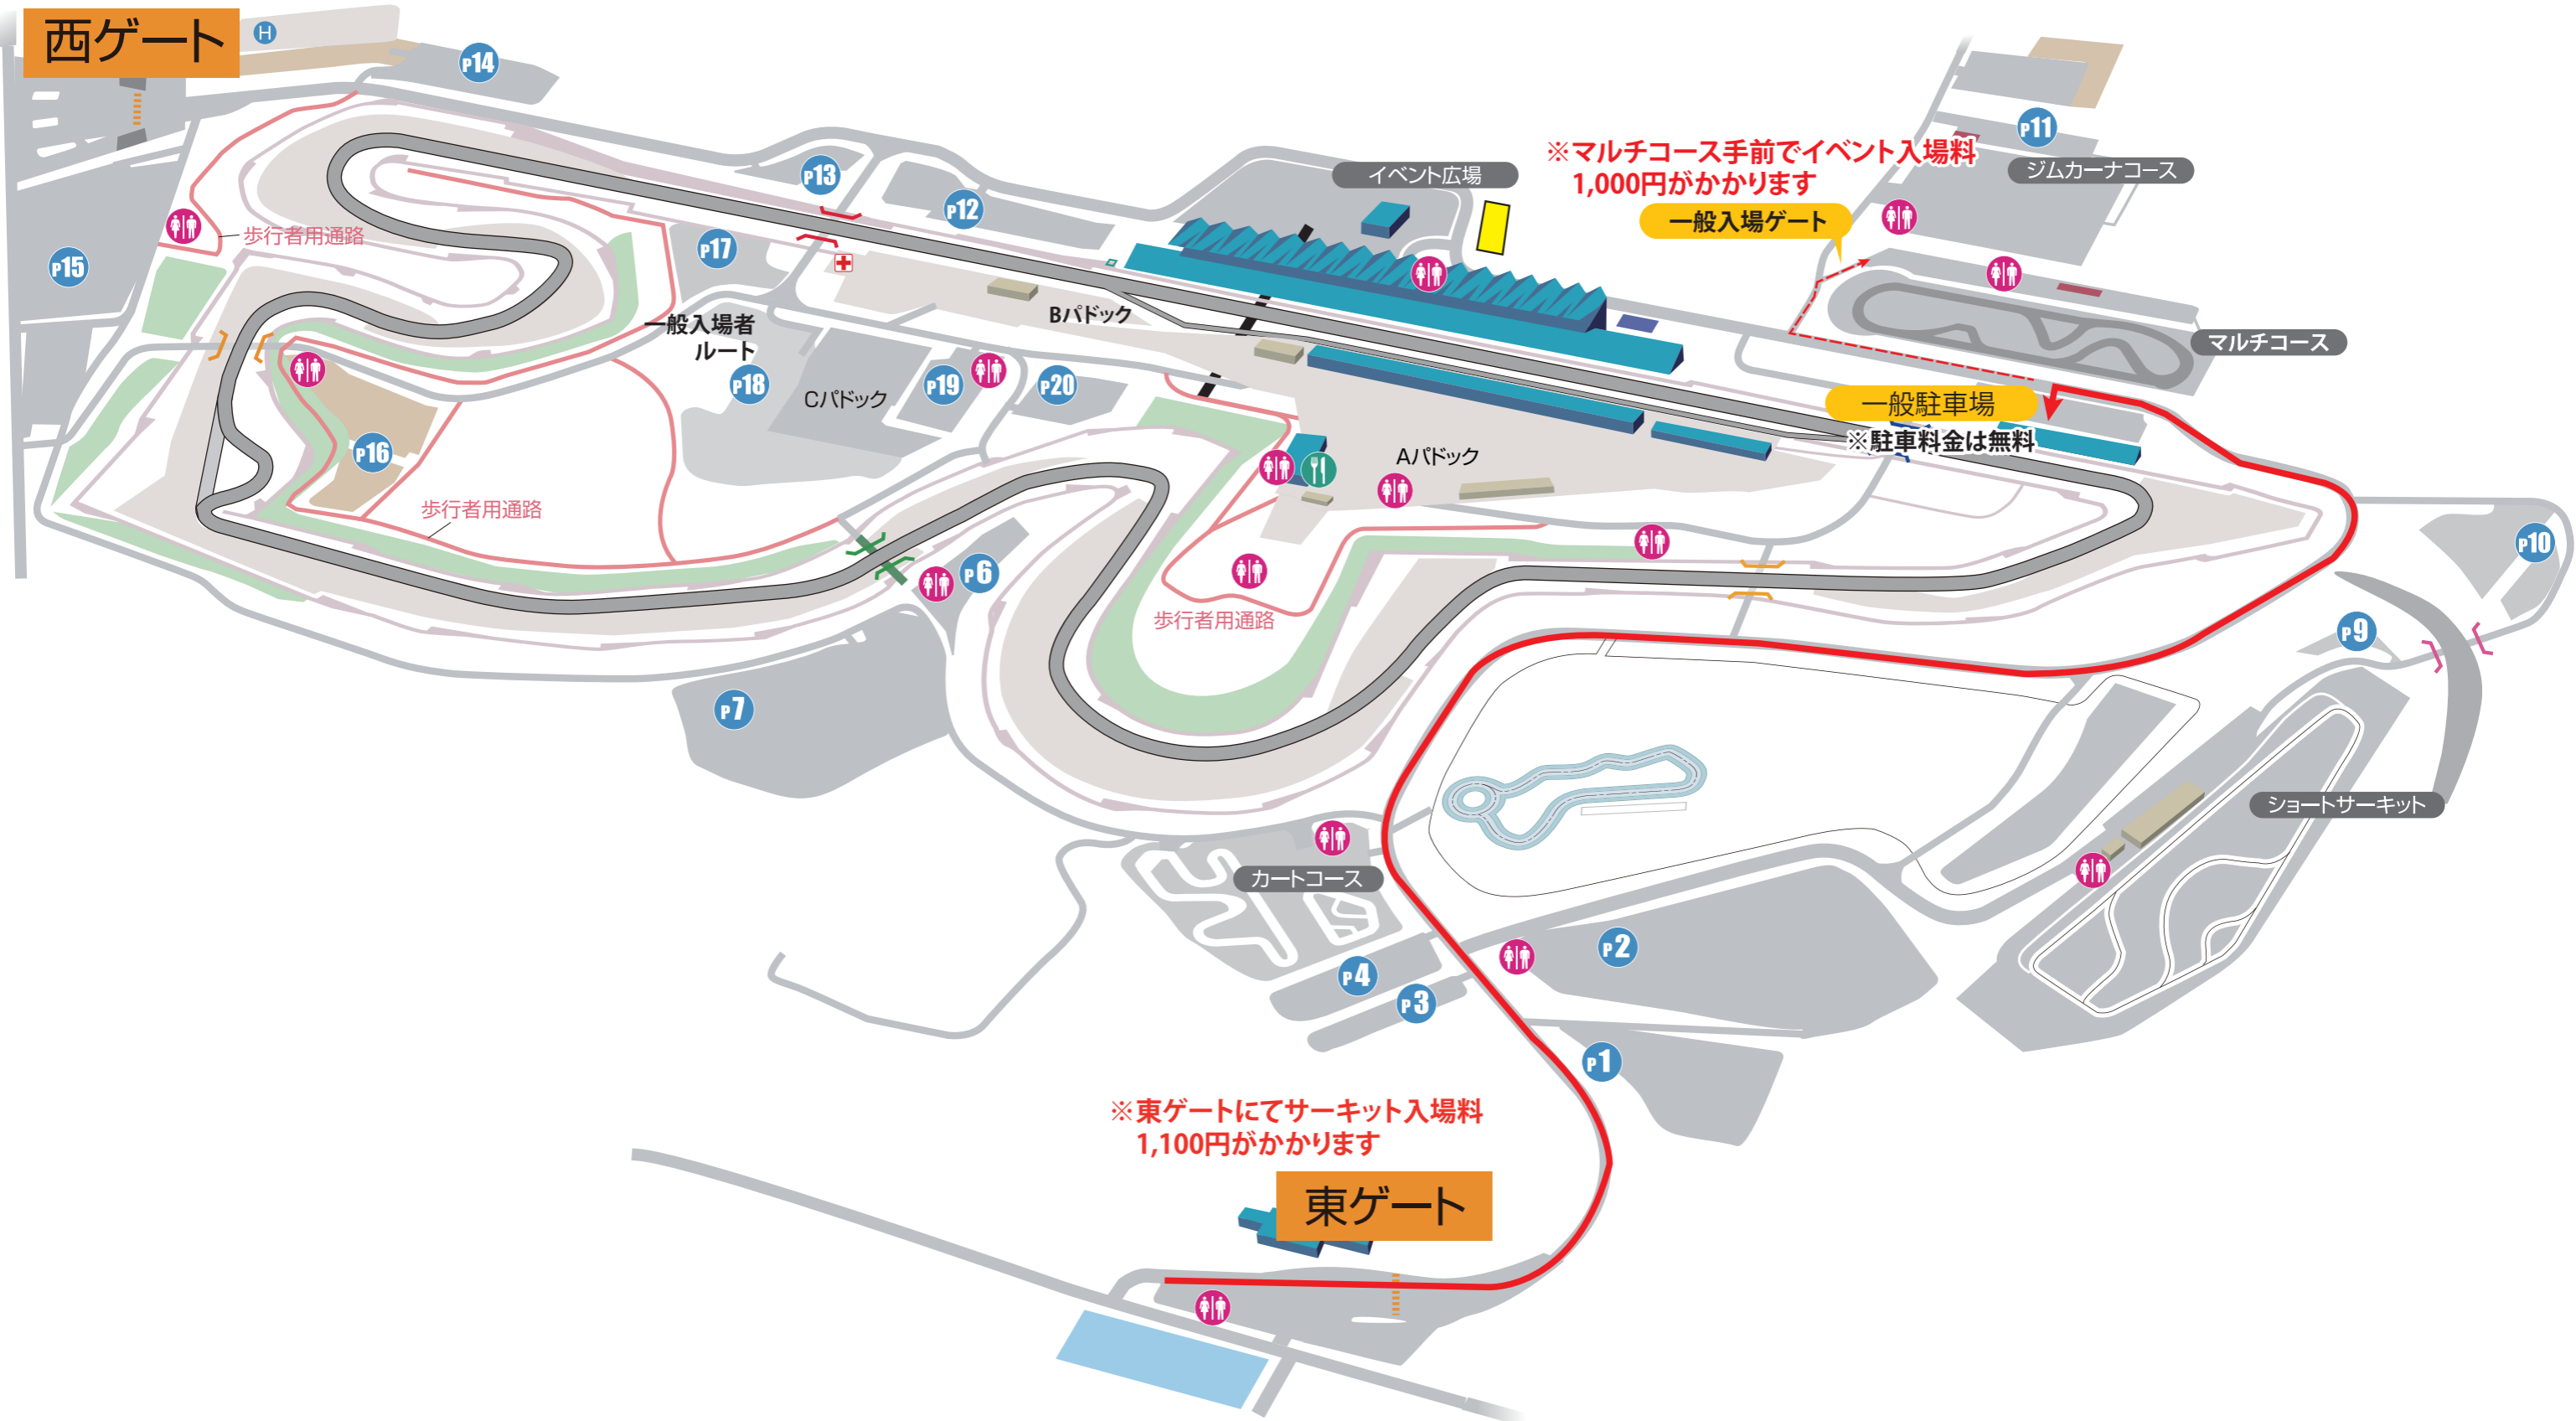 西ゲート
H
P14
※マルチコース手前でイベント入場料
1,000円がかかります
一般入場ゲート
P11
ジムカーナコース
イベント広場
P13
P12
歩行者用通路
P17
P15
Bパドック
一般入場者
ルート
マルチコース
P18
Cパドック
P19
P20
一般駐車場
※駐車料金は無料
P16
Aパドック
歩行者用通路
P10
P6
歩行者用通路
P9
P7
ショートサーキット
カートコース
P2
P4
P3
P1
※東ゲートにてサーキット入場料
1,100円がかかります
東ゲート